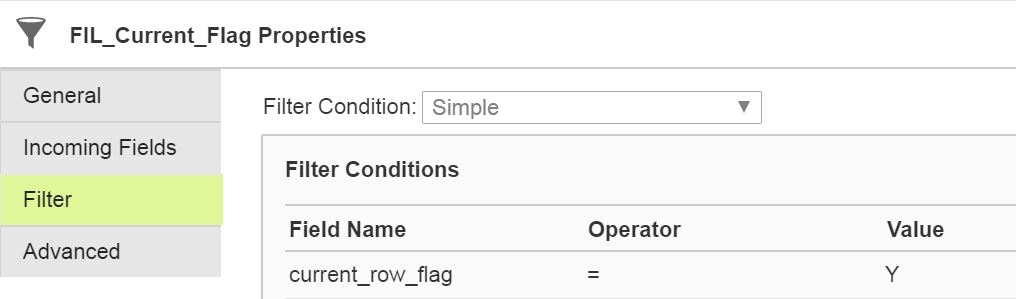 FIL_Current_Flag Properties
General
Incoming Fields
Filter
Advanced
Filter Condition: Simple
Filter Conditions
Field Name Operator Value
current_row_flag = Y